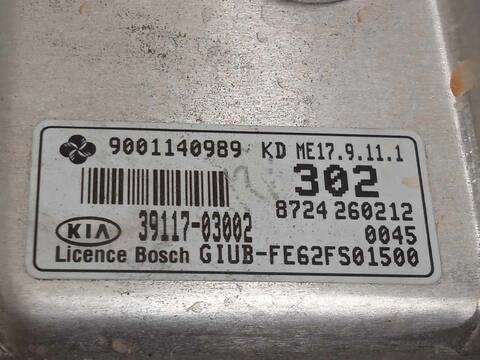 9001140989 KD ME17.9.11.1
302
39117-03002 8724 260212
KIA 0045
Licence Bosch GIUB-FE62FS01500